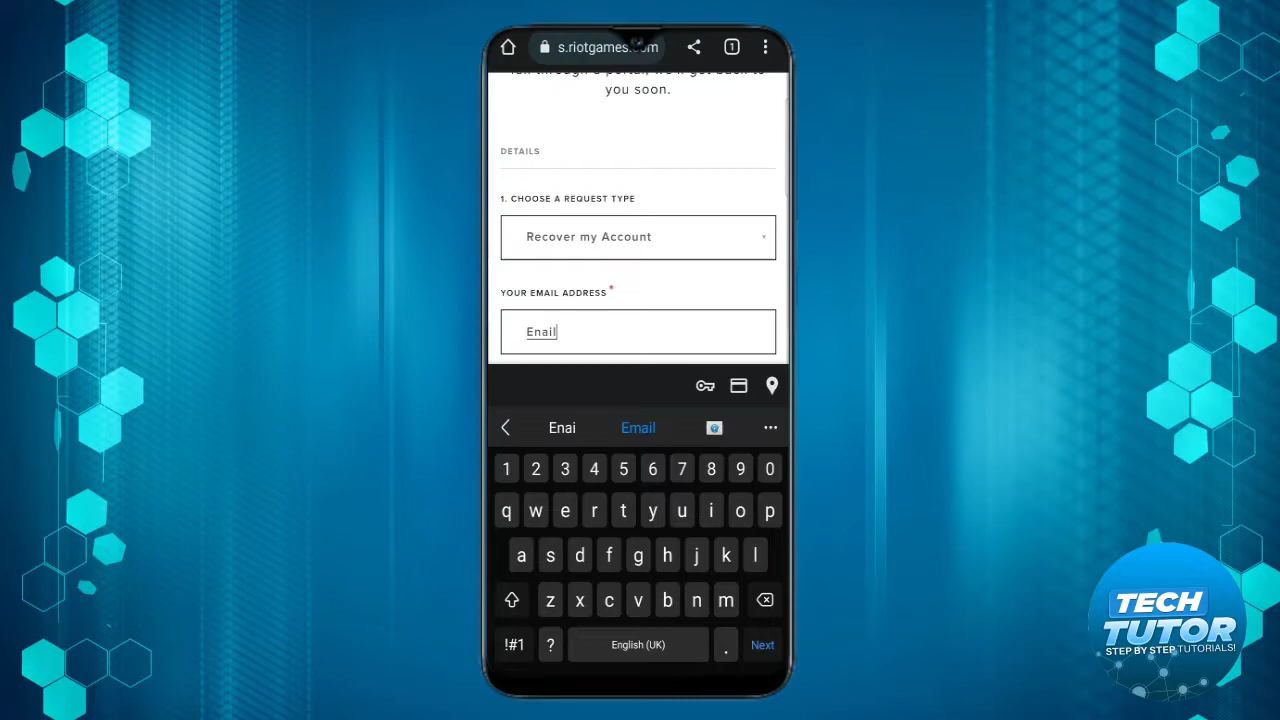 s.riotgames.com
1
you soon.
DETAILS
1. CHOOSE A REQUEST TYPE
Recover my Account
YOUR EMAIL ADDRESS *
Enail
Enai Email
1 2 3 4 5 6 7 8 9 0
q w e r t y u i o p
a s d f g h j k l
z x c v b n m
!#1 ? English (UK) . Next
TECH
TUTOR
STEP BY STEP TUTORIALS!